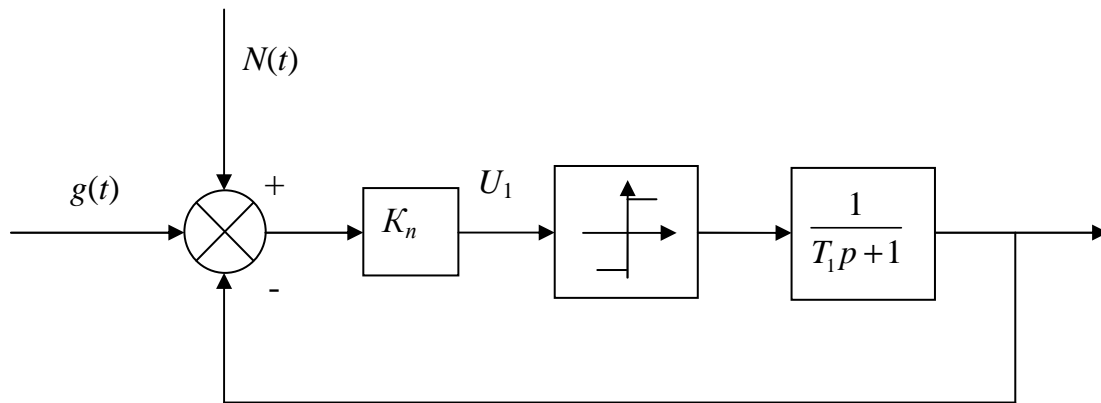 N(t)
g(t)
+
-
Kₙ
U₁
1
T₁p + 1